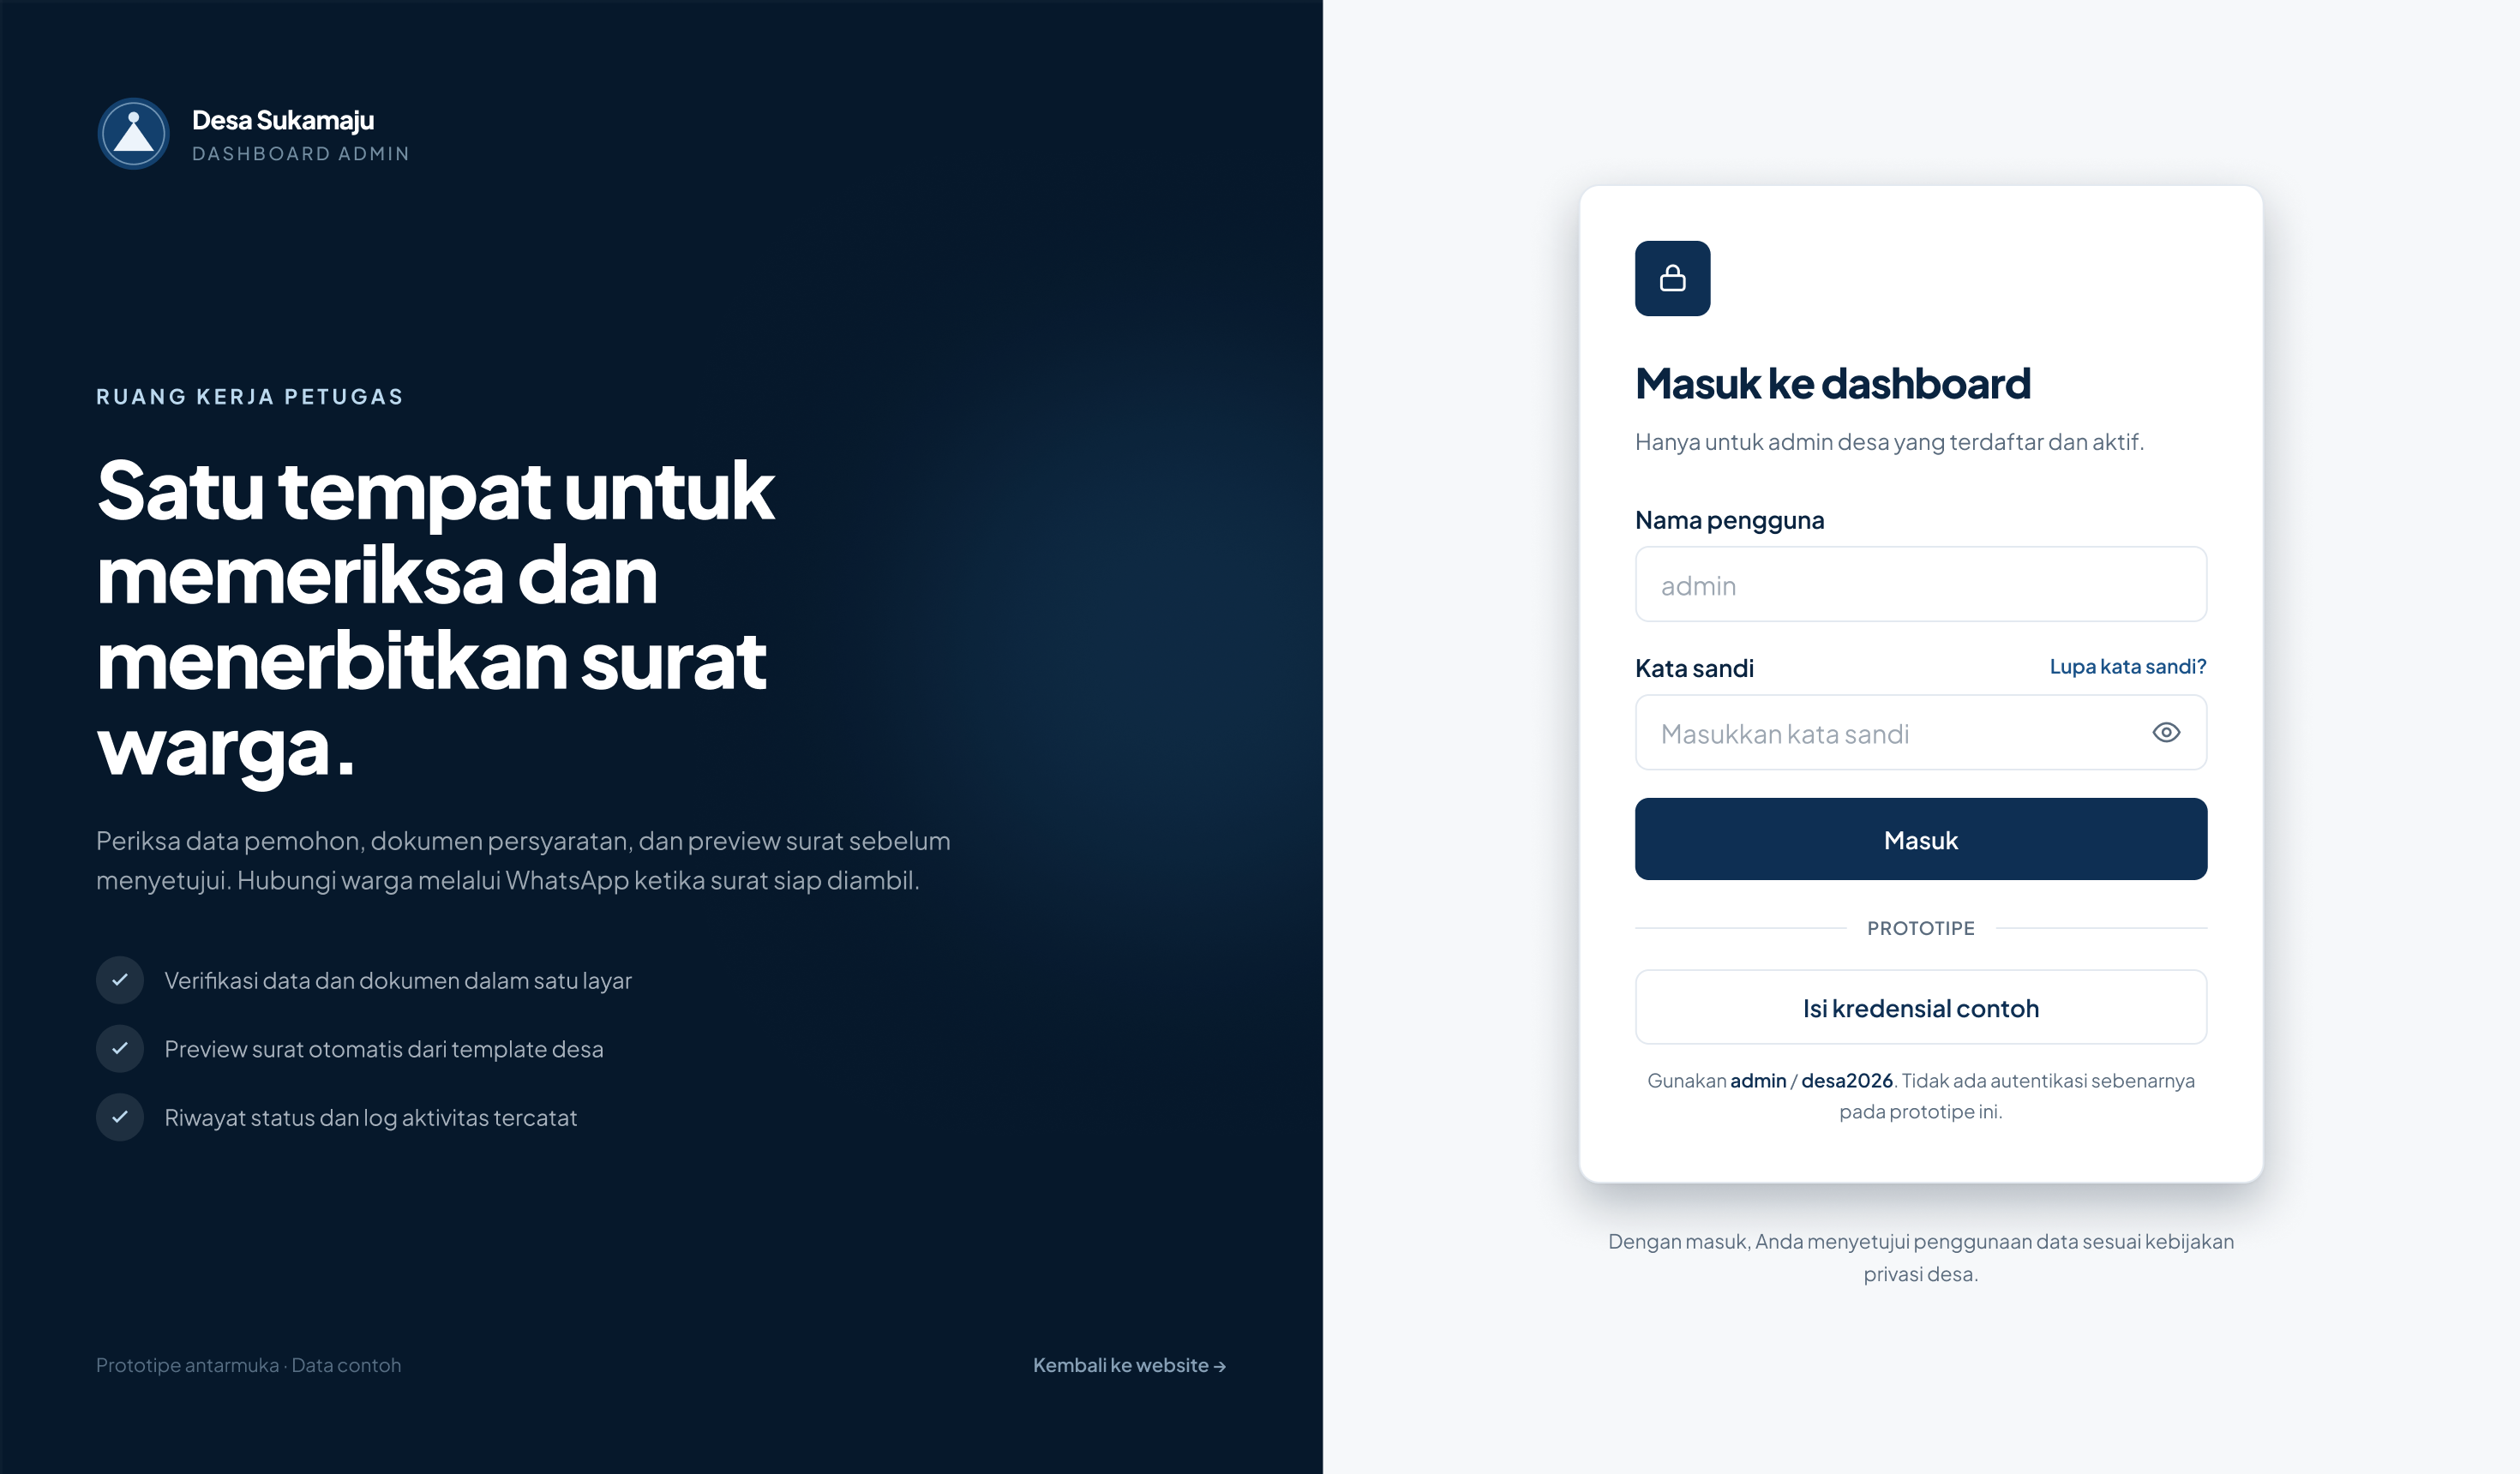 Desa Sukamaju
DASHBOARD ADMIN
RUANG KERJA PETUGAS
Satu tempat untuk
memeriksa dan
menerbitkan surat
warga.
Periksa data pemohon, dokumen persyaratan, dan preview surat sebelum
menyetujui. Hubungi warga melalui WhatsApp ketika surat siap diambil.
Verifikasi data dan dokumen dalam satu layar
Preview surat otomatis dari template desa
Riwayat status dan log aktivitas tercatat
Prototipe antarmuka · Data contoh
Kembali ke website →
Masuk ke dashboard
Hanya untuk admin desa yang terdaftar dan aktif.
Nama pengguna
admin
Kata sandi
Lupa kata sandi?
Masukkan kata sandi
Masuk
PROTOTIPE
Isi kredensial contoh
Gunakan admin / desa2026. Tidak ada autentikasi sebenarnya
pada prototipe ini.
Dengan masuk, Anda menyetujui penggunaan data sesuai kebijakan
privasi desa.